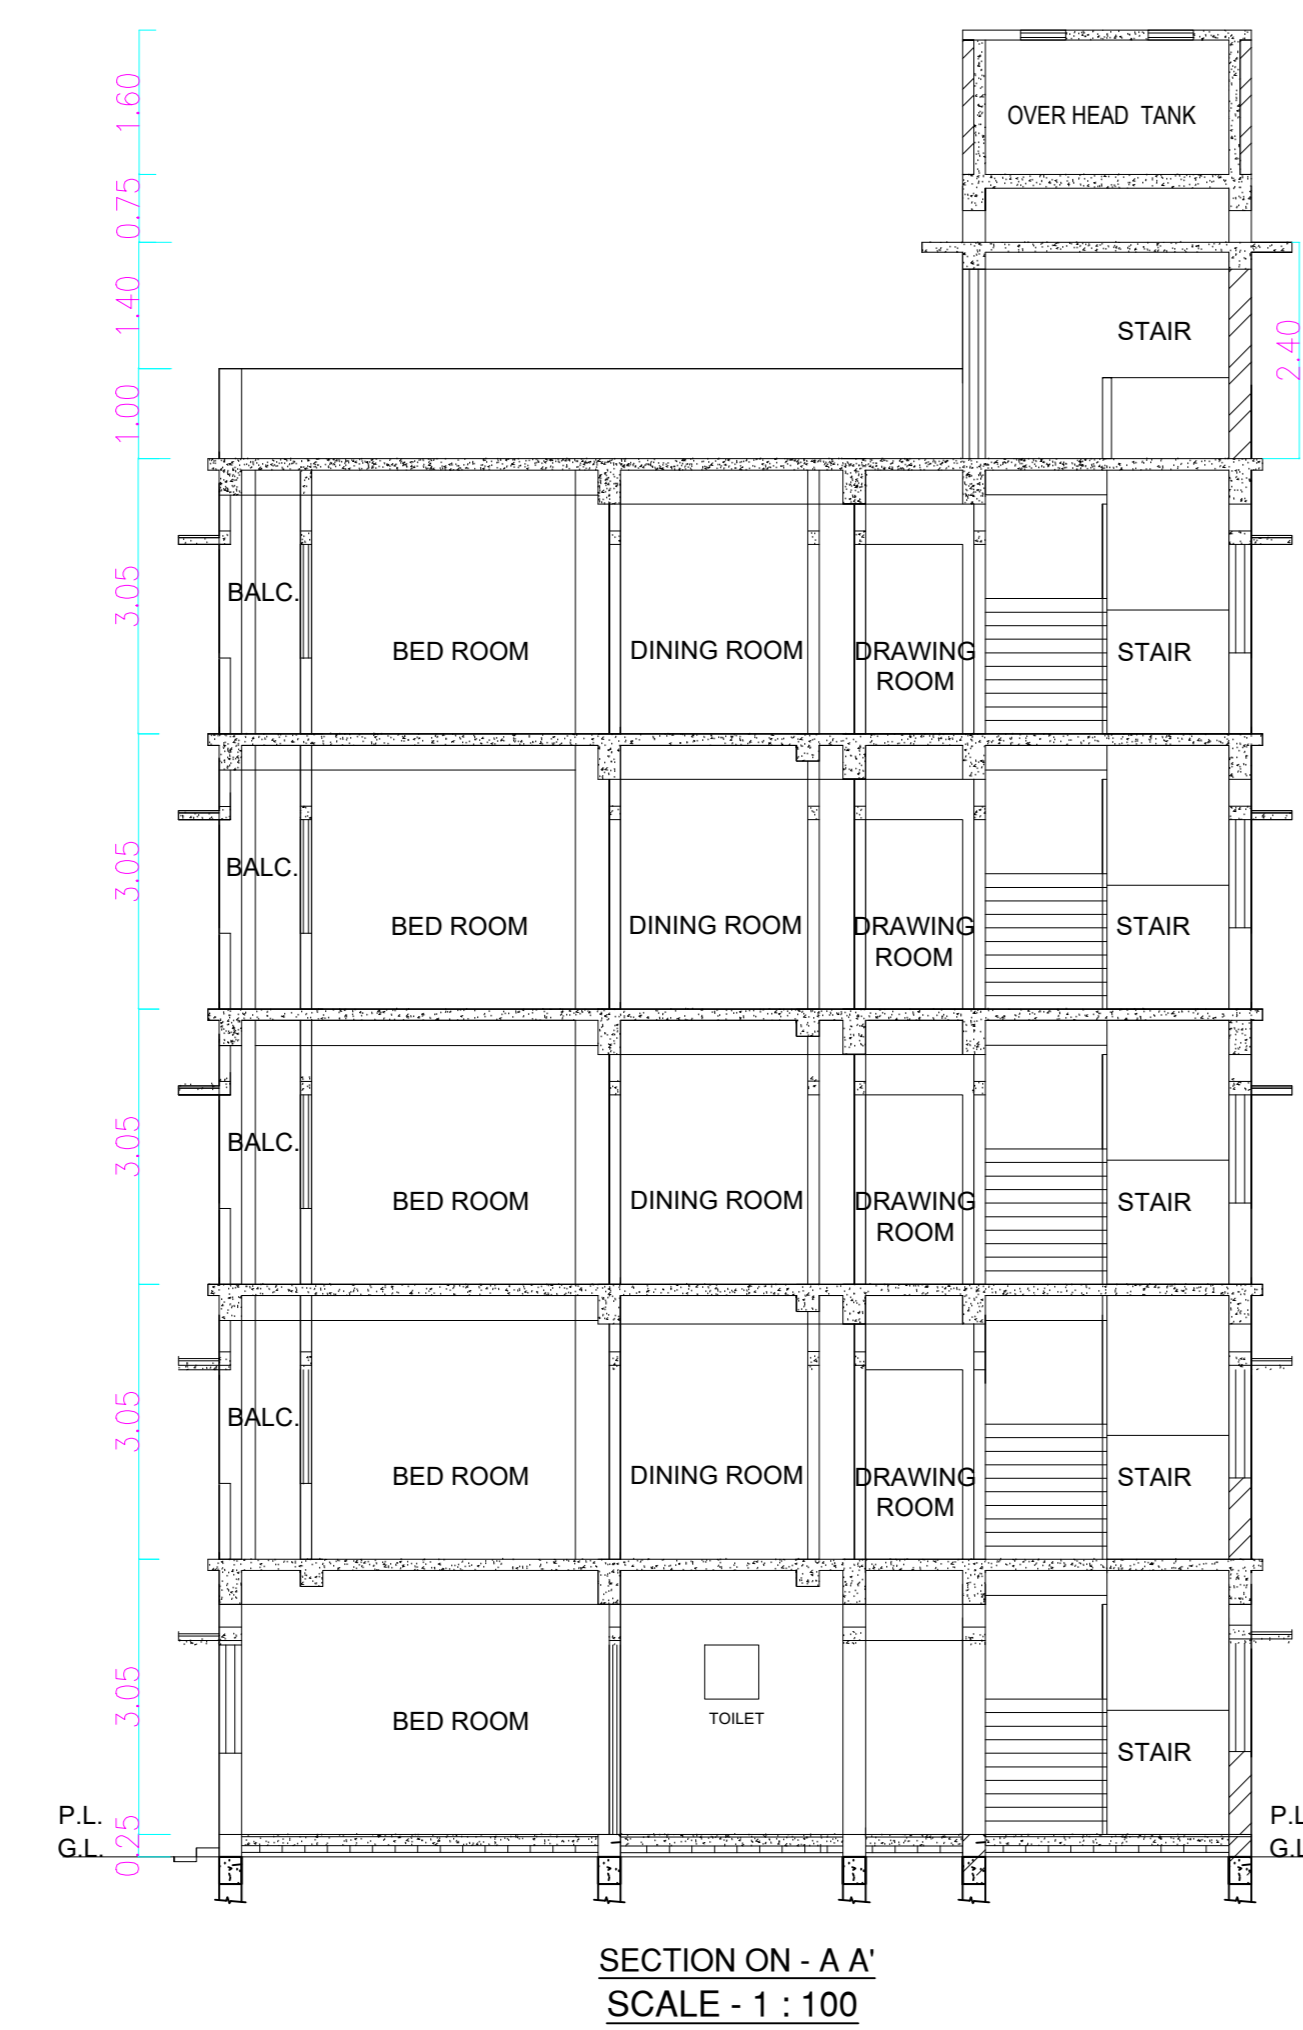 1.60
OVER HEAD TANK
0.75
1.40
STAIR
2.40
1.00
3.05
BALC.
BED ROOM
DINING ROOM
DRAWING
ROOM
STAIR
3.05
BALC.
BED ROOM
DINING ROOM
DRAWING
ROOM
STAIR
3.05
BALC.
BED ROOM
DINING ROOM
DRAWING
ROOM
STAIR
3.05
BALC.
BED ROOM
DINING ROOM
DRAWING
ROOM
STAIR
3.05
BED ROOM
TOILET
STAIR
P.L.
P.L
G.L.
0.25
G.L
SECTION ON - A A'
SCALE - 1 : 100